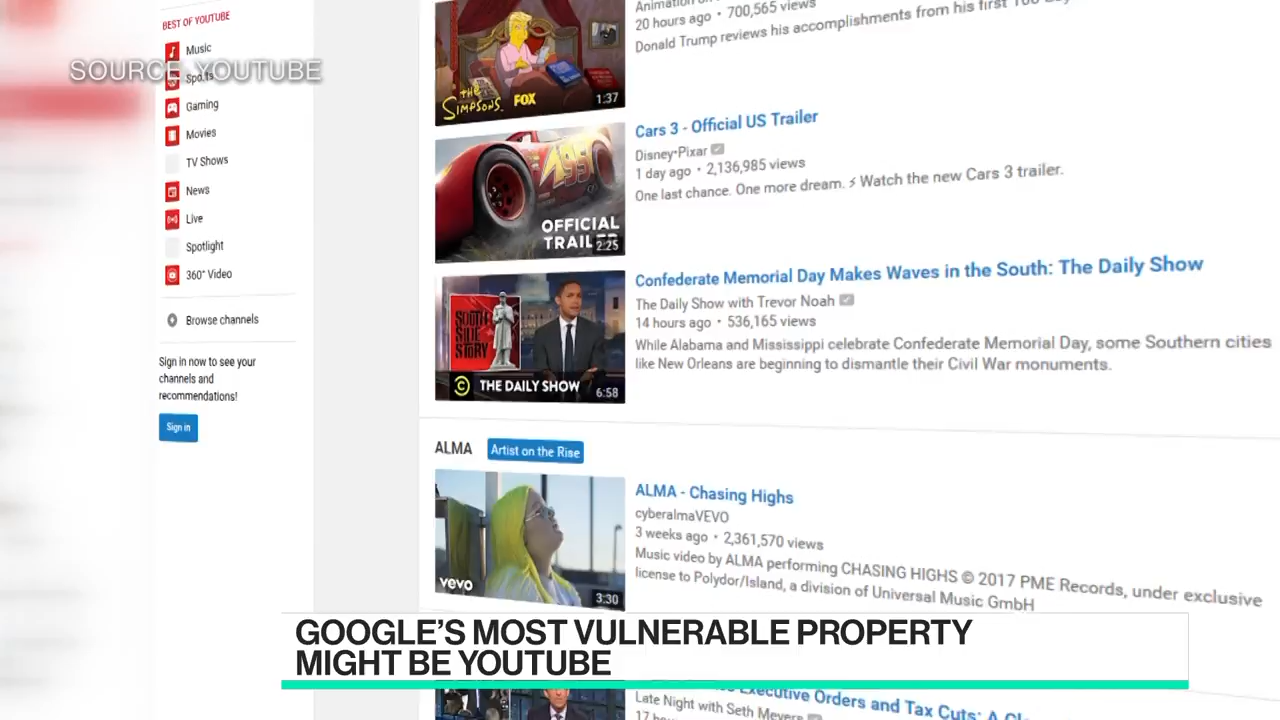 BEST OF YOUTUBE
Music
SOURCE: YOUTUBE
Sports
Gaming
Movies
TV Shows
News
Live
Spotlight
360° Video
Browse channels
Sign in now to see your
channels and
recommendations!
Sign in
Animation on
20 hours ago • 700,565 views
Donald Trump reviews his accomplishments from his first 100
THE
SIMPSONS
FOX
1:37
Cars 3 - Official US Trailer
Disney•Pixar
1 day ago • 2,136,985 views
One last chance. One more dream. ⚡ Watch the new Cars 3 trailer.
95
OFFICIAL
TRAILER
2:25
Confederate Memorial Day Makes Waves in the South: The Daily Show
The Daily Show with Trevor Noah
14 hours ago • 536,165 views
While Alabama and Mississippi celebrate Confederate Memorial Day, some Southern cities
like New Orleans are beginning to dismantle their Civil War monuments.
SOUTH
SIDE
STORY
THE DAILY SHOW
6:58
ALMA Artist on the Rise
ALMA - Chasing Highs
cyberalmaVEVO
3 weeks ago • 2,361,570 views
Music video by ALMA performing CHASING HIGHS © 2017 PME Records, under exclusive
license to Polydor/Island, a division of Universal Music GmbH
vevo
3:30
GOOGLE'S MOST VULNERABLE PROPERTY
MIGHT BE YOUTUBE
Executive Orders and Tax Cuts: A
Late Night with Seth Meyers
17